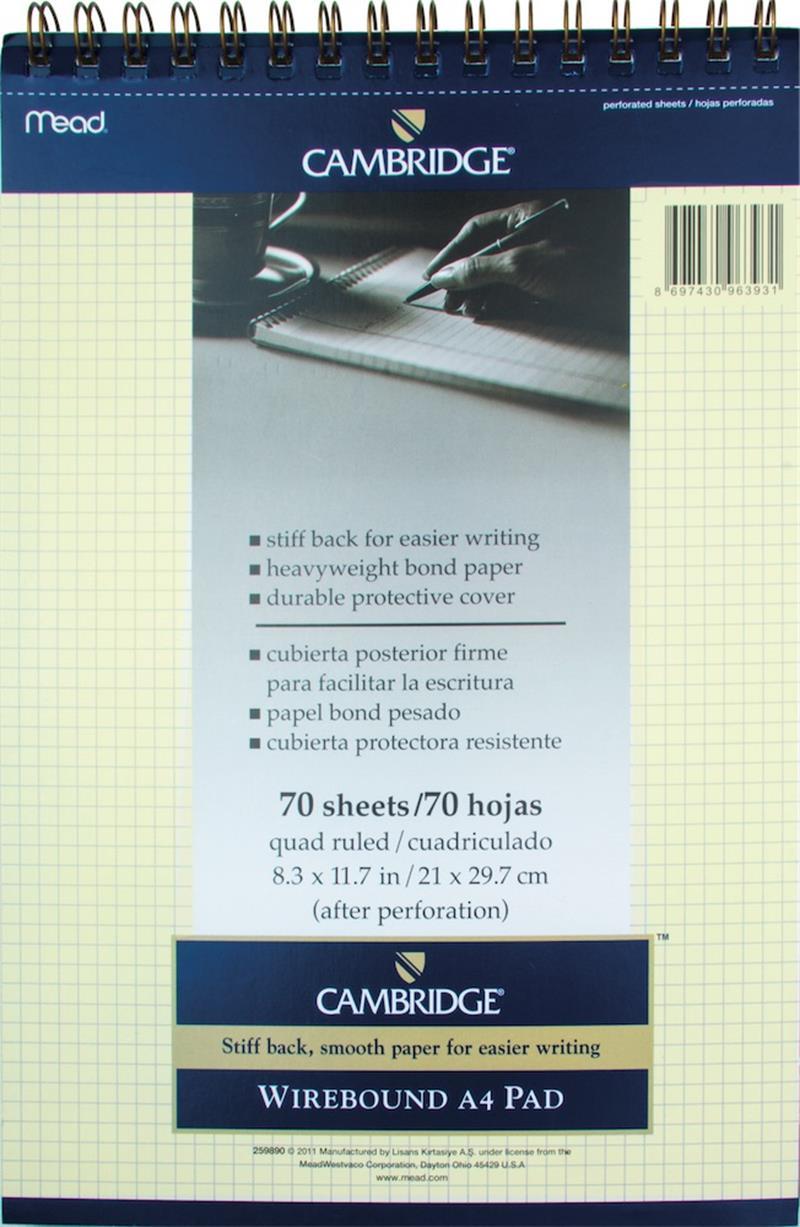 perforated sheets / hojas perforadas
Mead®
CAMBRIDGE®
8 697430 963931
■ stiff back for easier writing
■ heavyweight bond paper
■ durable protective cover
■ cubierta posterior firme
para facilitar la escritura
■ papel bond pesado
■ cubierta protectora resistente
70 sheets/70 hojas
quad ruled / cuadriculado
8.3 x 11.7 in / 21 x 29.7 cm
(after perforation)
TM
CAMBRIDGE®
Stiff back, smooth paper for easier writing
WIREBOUND A4 PAD
259890 © 2011 Manufactured by Lisans Kırtasiye A.Ş. under license from the
MeadWestvaco Corporation, Dayton Ohio 45429 U.S.A
www.mead.com